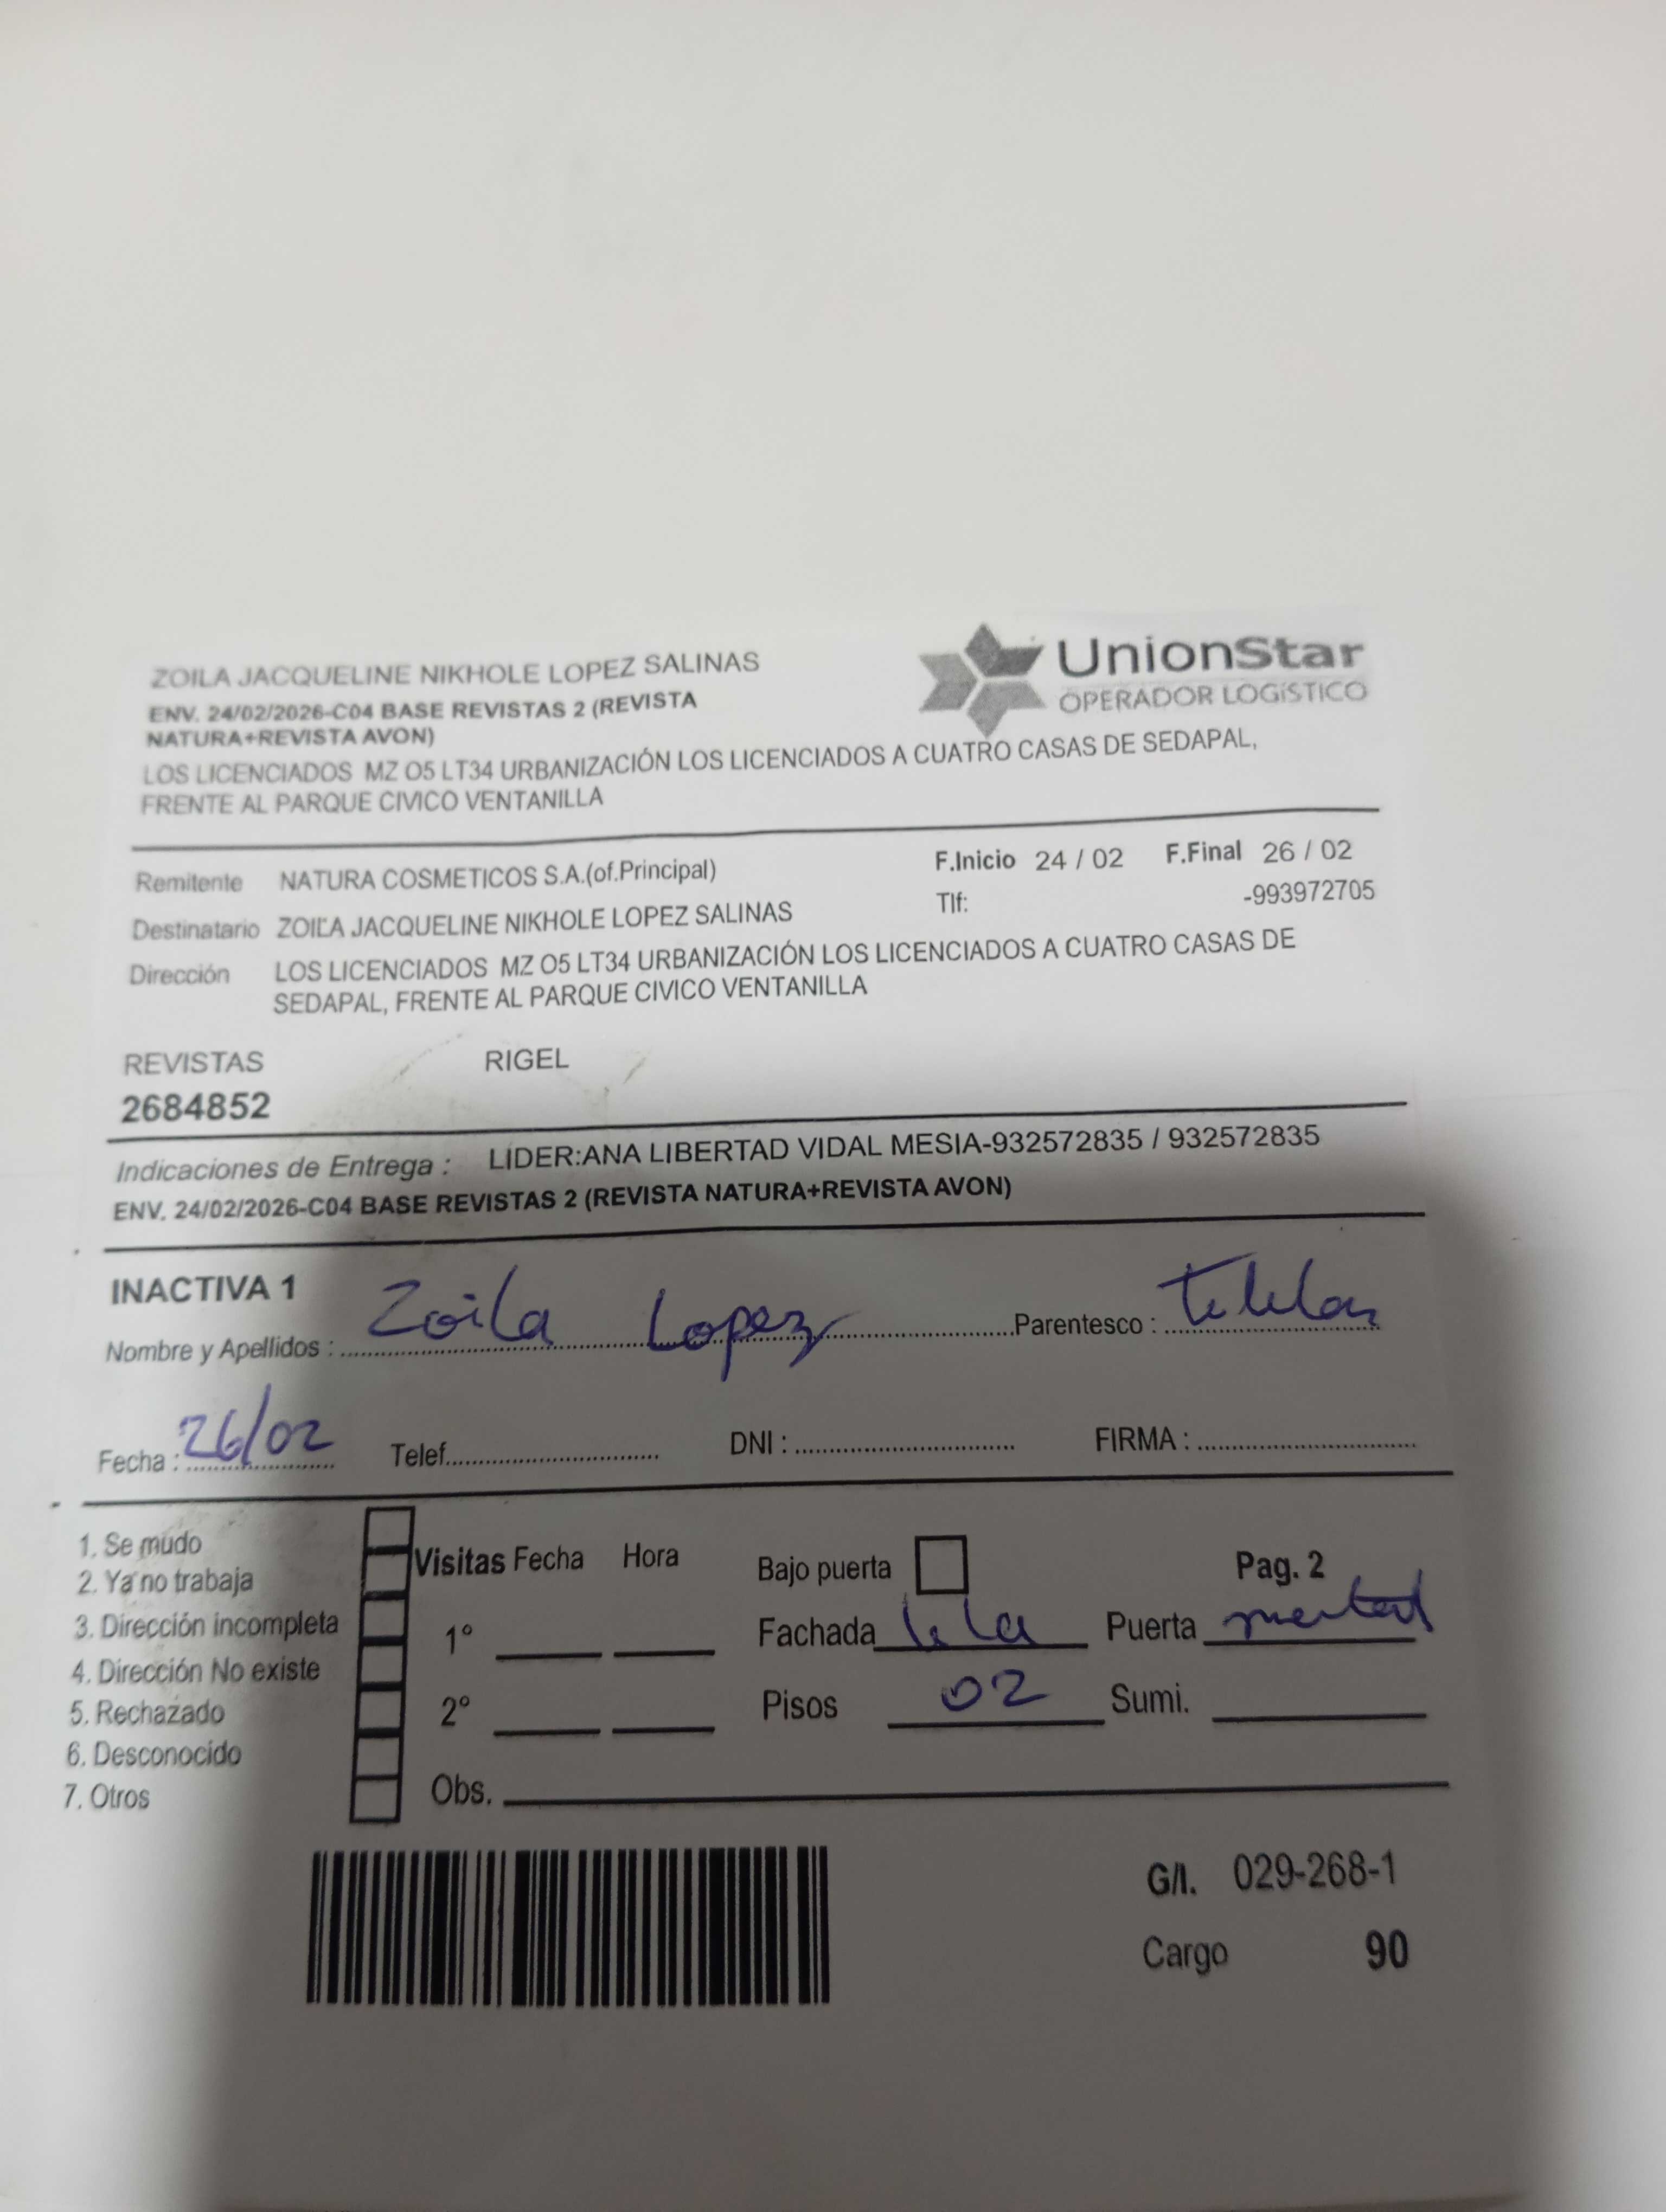 ZOILA JACQUELINE NIKHOLE LOPEZ SALINAS
ENV. 24/02/2026-C04 BASE REVISTAS 2 (REVISTA
NATURA+REVISTA AVON)
UnionStar
OPERADOR LOGÍSTICO
LOS LICENCIADOS MZ O5 LT34 URBANIZACIÓN LOS LICENCIADOS A CUATRO CASAS DE SEDAPAL,
FRENTE AL PARQUE CIVICO VENTANILLA
Remitente NATURA COSMETICOS S.A.(of.Principal) F.Inicio 24 / 02 F.Final 26 / 02
Destinatario ZOILA JACQUELINE NIKHOLE LOPEZ SALINAS Tlf: -993972705
Dirección LOS LICENCIADOS MZ O5 LT34 URBANIZACIÓN LOS LICENCIADOS A CUATRO CASAS DE
SEDAPAL, FRENTE AL PARQUE CIVICO VENTANILLA
REVISTAS RIGEL
2684852
Indicaciones de Entrega : LIDER:ANA LIBERTAD VIDAL MESIA-932572835 / 932572835
ENV. 24/02/2026-C04 BASE REVISTAS 2 (REVISTA NATURA+REVISTA AVON)
INACTIVA 1
Nombre y Apellidos : Zoila Lopez Parentesco :
Fecha : 26/02 Telef. DNI : FIRMA :
1. Se mudo
2. Ya no trabaja
3. Dirección incompleta
4. Dirección No existe
5. Rechazado
6. Desconocido
7. Otros
Visitas Fecha Hora
1°
2°
Obs.
Bajo puerta Pag. 2
Fachada Puerta
Pisos 02 Sumi.
G/I. 029-268-1
Cargo 90